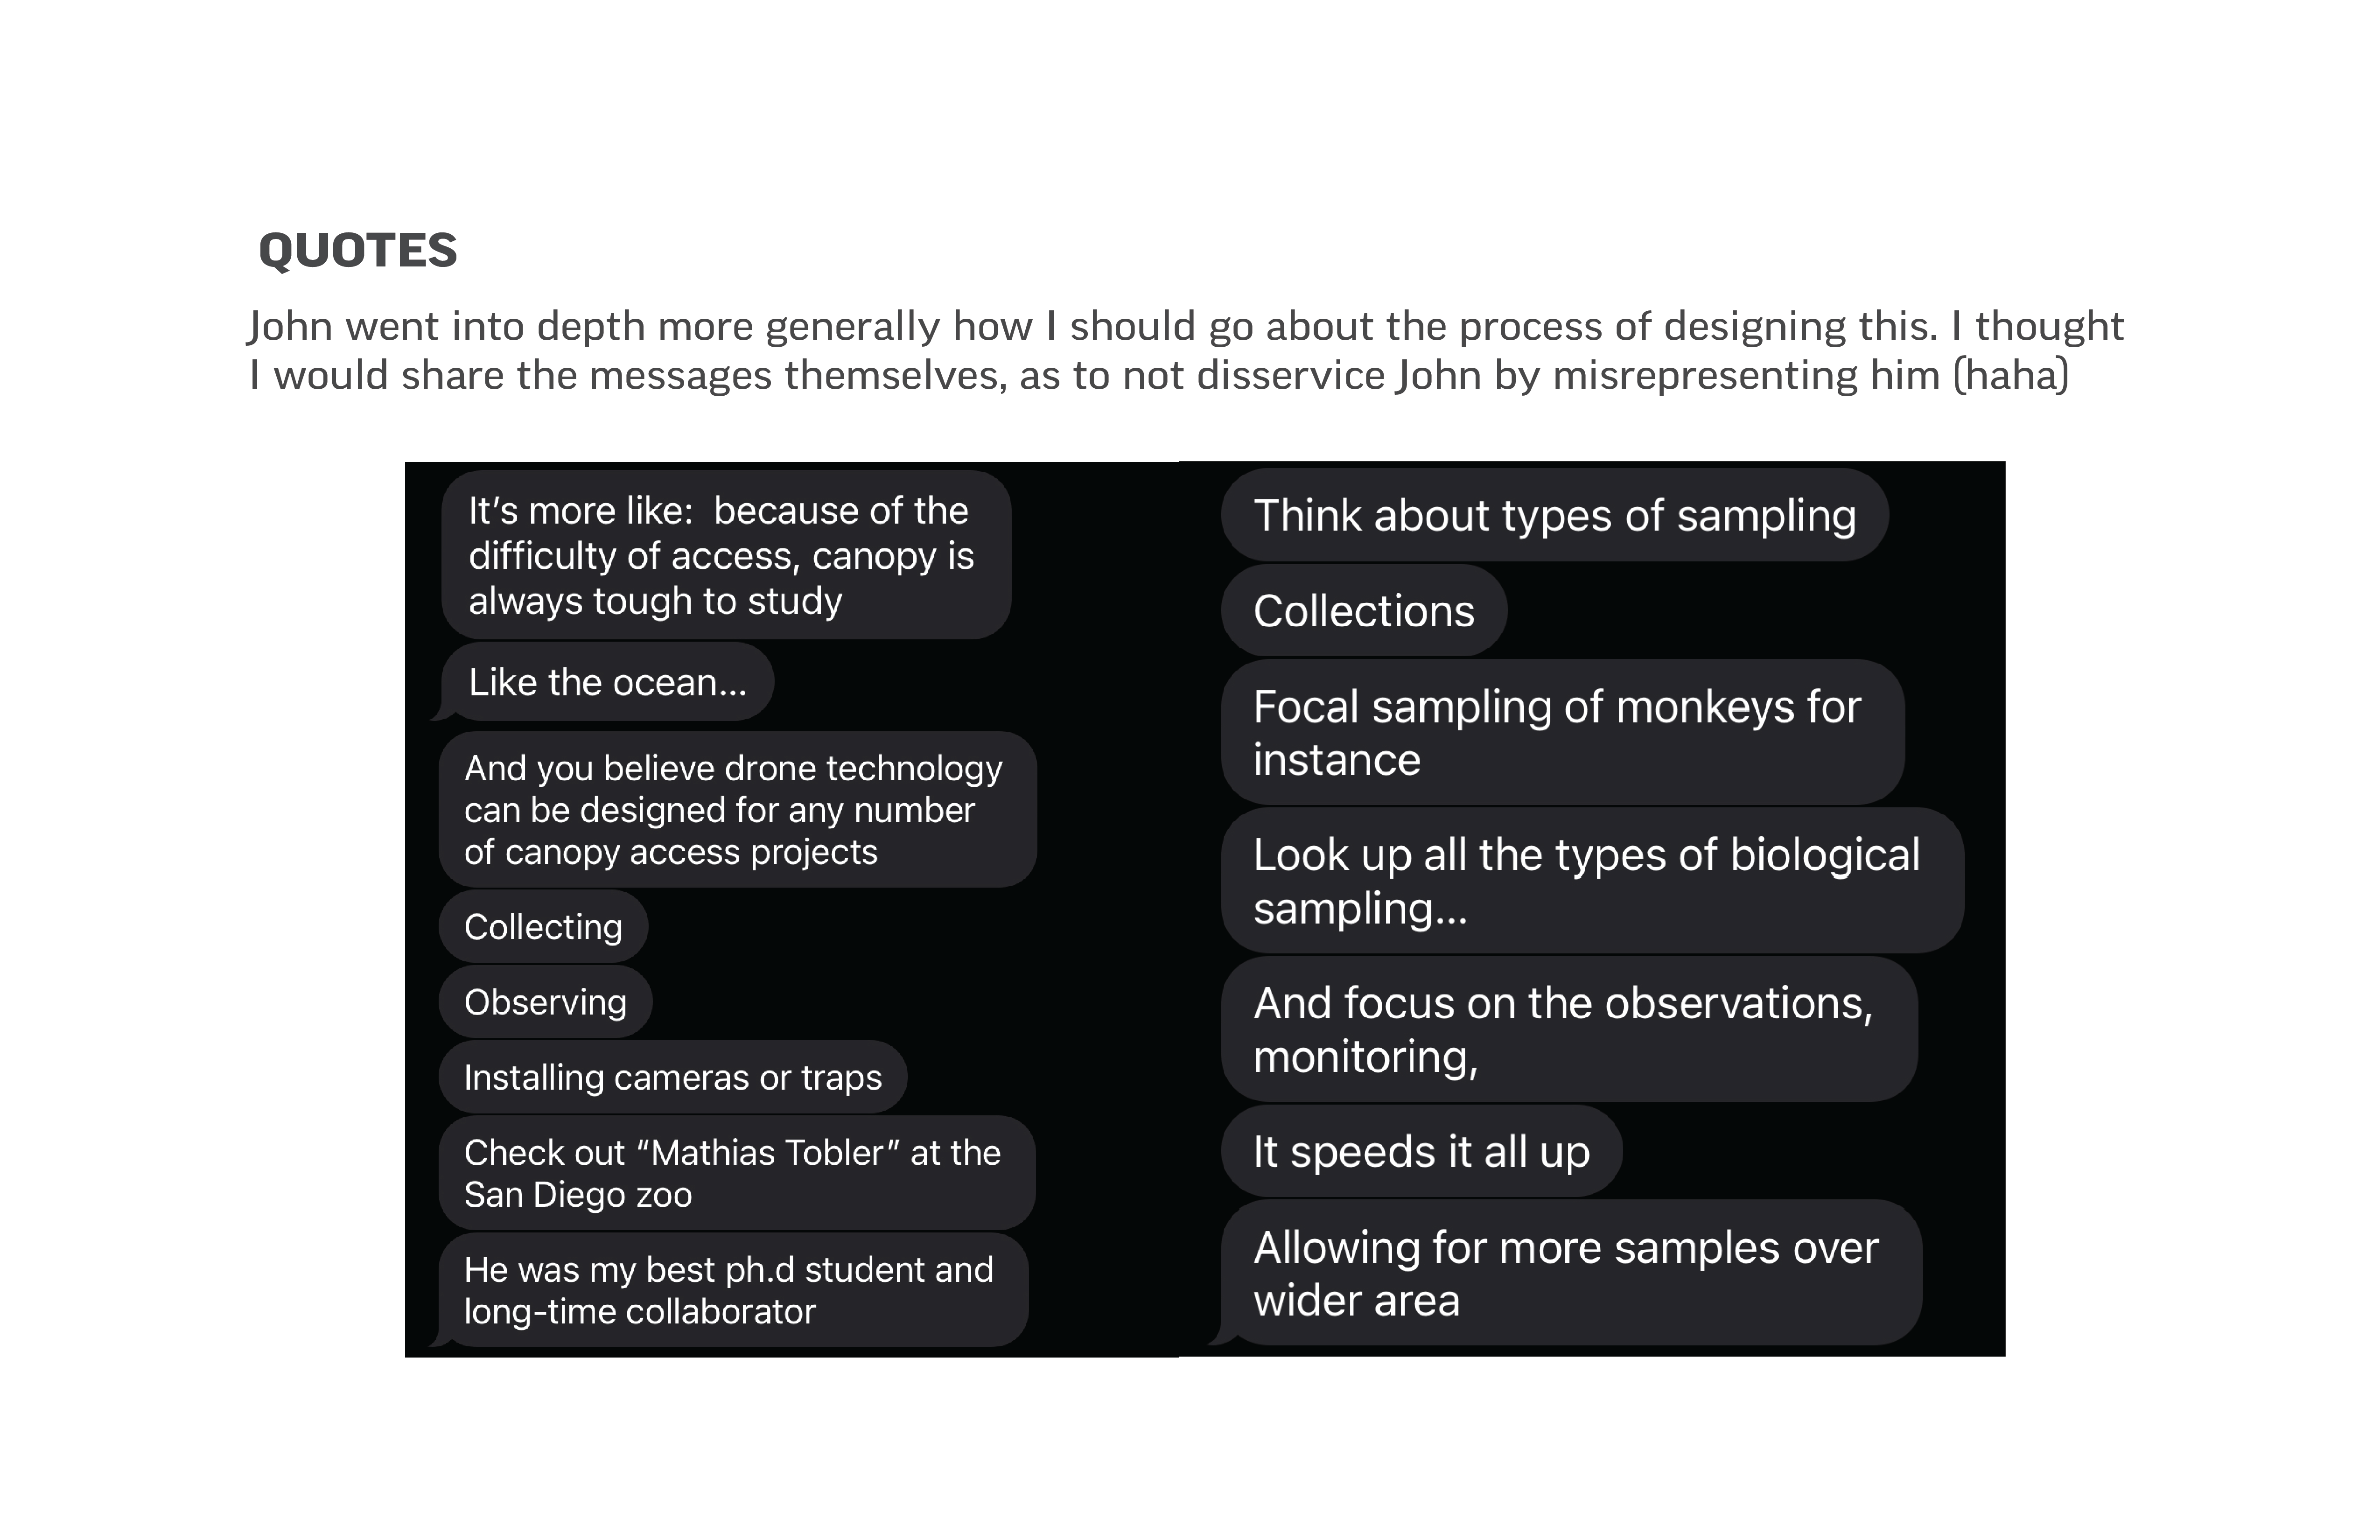 QUOTES
John went into depth more generally how I should go about the process of designing this. I thought
I would share the messages themselves, as to not disservice John by misrepresenting him (haha)
It’s more like:  because of the
difficulty of access, canopy is
always tough to study
Like the ocean...
And you believe drone technology
can be designed for any number
of canopy access projects
Collecting
Observing
Installing cameras or traps
Check out “Mathias Tobler” at the
San Diego zoo
He was my best ph.d student and
long-time collaborator
Think about types of sampling
Collections
Focal sampling of monkeys for
instance
Look up all the types of biological
sampling...
And focus on the observations,
monitoring,
It speeds it all up
Allowing for more samples over
wider area